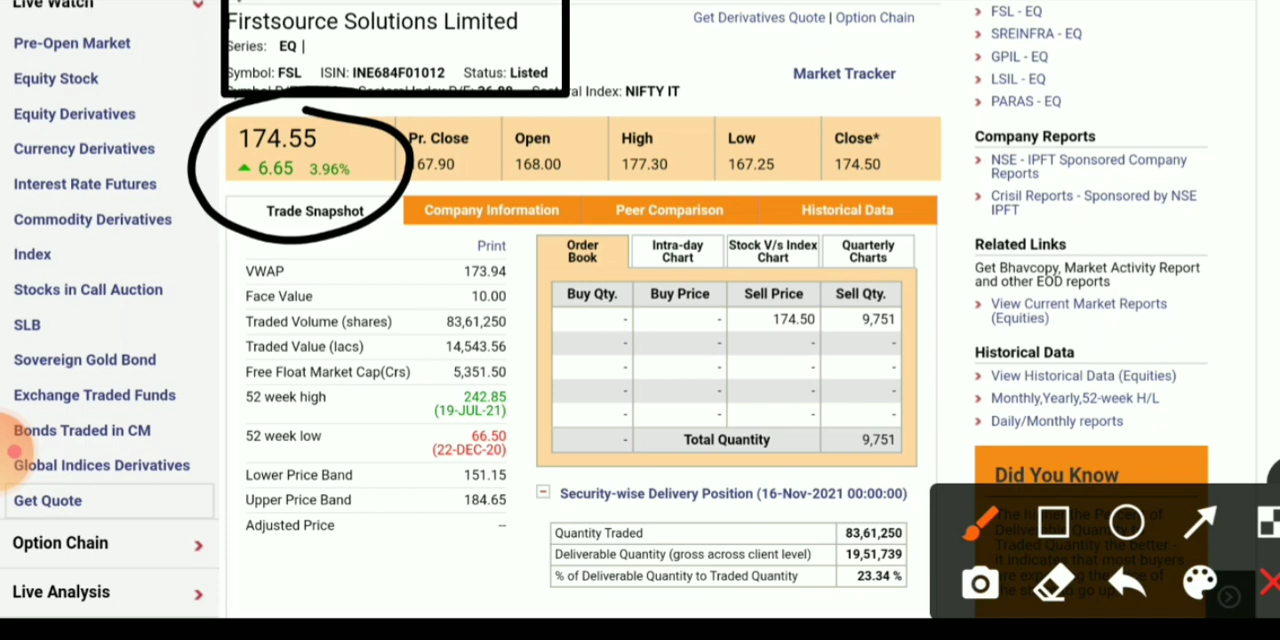 Live Watch
Pre-Open Market
Equity Stock
Equity Derivatives
Currency Derivatives
Interest Rate Futures
Commodity Derivatives
Index
Stocks in Call Auction
SLB
Sovereign Gold Bond
Exchange Traded Funds
Bonds Traded in CM
Global Indices Derivatives
Get Quote
Option Chain
Live Analysis
Firstsource Solutions Limited
Series: EQ |
Symbol: FSL ISIN: INE684F01012 Status: Listed
al Index: NIFTY IT
Get Derivatives Quote | Option Chain
Market Tracker
174.55
6.65 3.96%
Pr. Close Open High Low Close*
67.90 168.00 177.30 167.25 174.50
Trade Snapshot Company Information Peer Comparison Historical Data
Print
VWAP 173.94
Face Value 10.00
Traded Volume (shares) 83,61,250
Traded Value (lacs) 14,543.56
Free Float Market Cap(Crs) 5,351.50
52 week high 242.85
(19-JUL-21)
52 week low 66.50
(22-DEC-20)
Lower Price Band 151.15
Upper Price Band 184.65
Adjusted Price --
Order Book
Intra-day Chart
Stock V/s Index Chart
Quarterly Charts
Buy Qty. Buy Price Sell Price Sell Qty.
- - 174.50 9,751
- - - -
- - - -
- - - -
- - - -
- Total Quantity 9,751
Security-wise Delivery Position (16-Nov-2021 00:00:00)
Quantity Traded 83,61,250
Deliverable Quantity (gross across client level) 19,51,739
% of Deliverable Quantity to Traded Quantity 23.34 %
FSL - EQ
SREINFRA - EQ
GPIL - EQ
LSIL - EQ
PARAS - EQ
Company Reports
NSE - IPFT Sponsored Company
Reports
Crisil Reports - Sponsored by NSE
IPFT
Related Links
Get Bhavcopy, Market Activity Report
and other EOD reports
View Current Market Reports
(Equities)
Historical Data
View Historical Data (Equities)
Monthly,Yearly,52-week H/L
Daily/Monthly reports
Did You Know